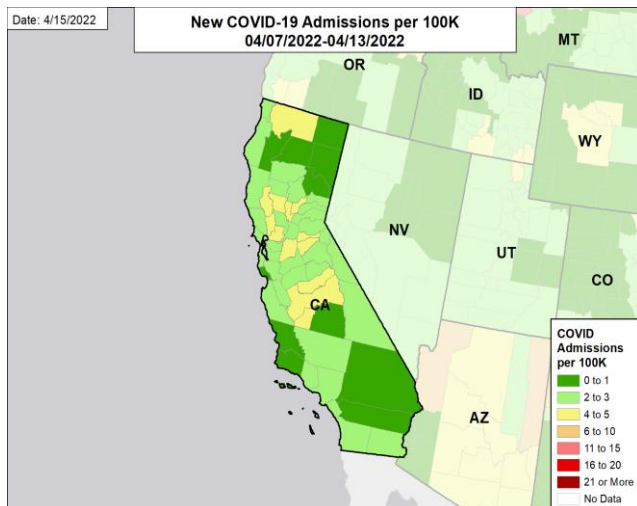 Date: 4/15/2022
New COVID-19 Admissions per 100K
04/07/2022-04/13/2022
MT
OR
ID
WY
NV
UT
CO
CA
AZ
COVID
Admissions
per 100K
0 to 1
2 to 3
4 to 5
6 to 10
11 to 15
16 to 20
21 or More
No Data